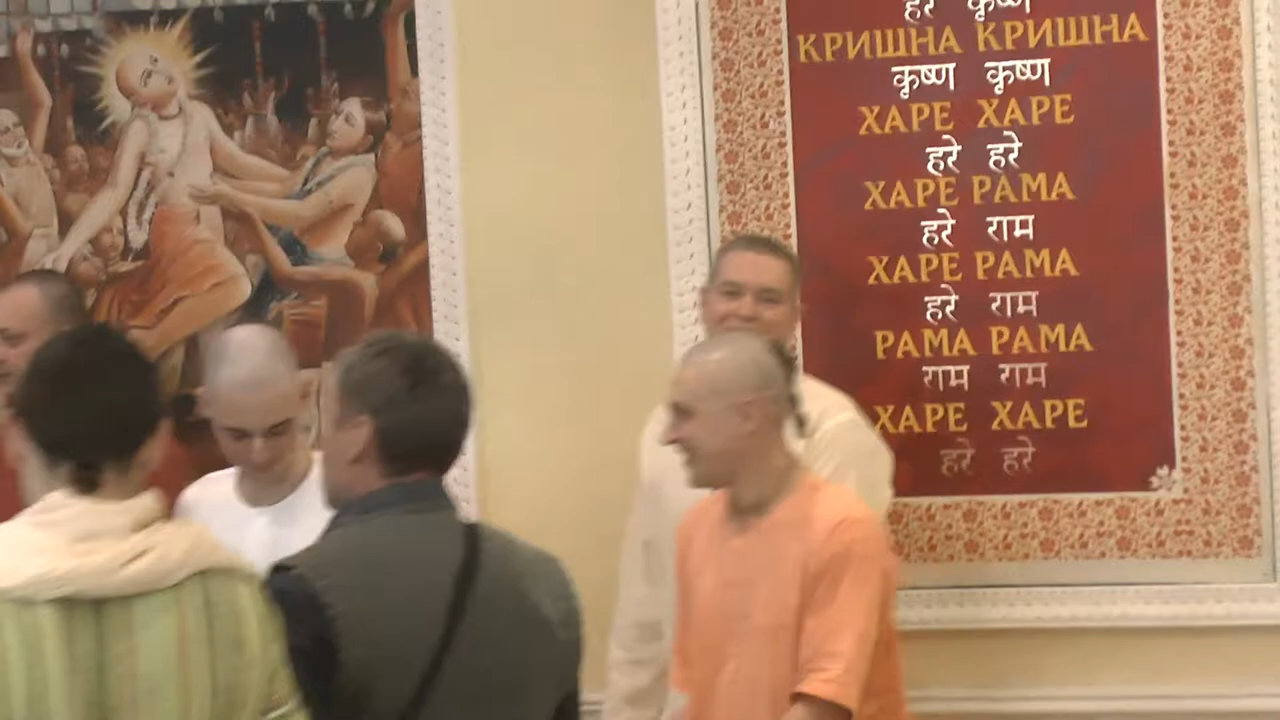 हरे कृष्ण
КРИШНА КРИШНА
कृष्ण कृष्ण
ХАРЕ ХАРЕ
हरे हरे
ХАРЕ РАМА
हरे राम
ХАРЕ РАМА
हरे राम
РАМА РАМА
राम राम
ХАРЕ ХАРЕ
हरे हरे